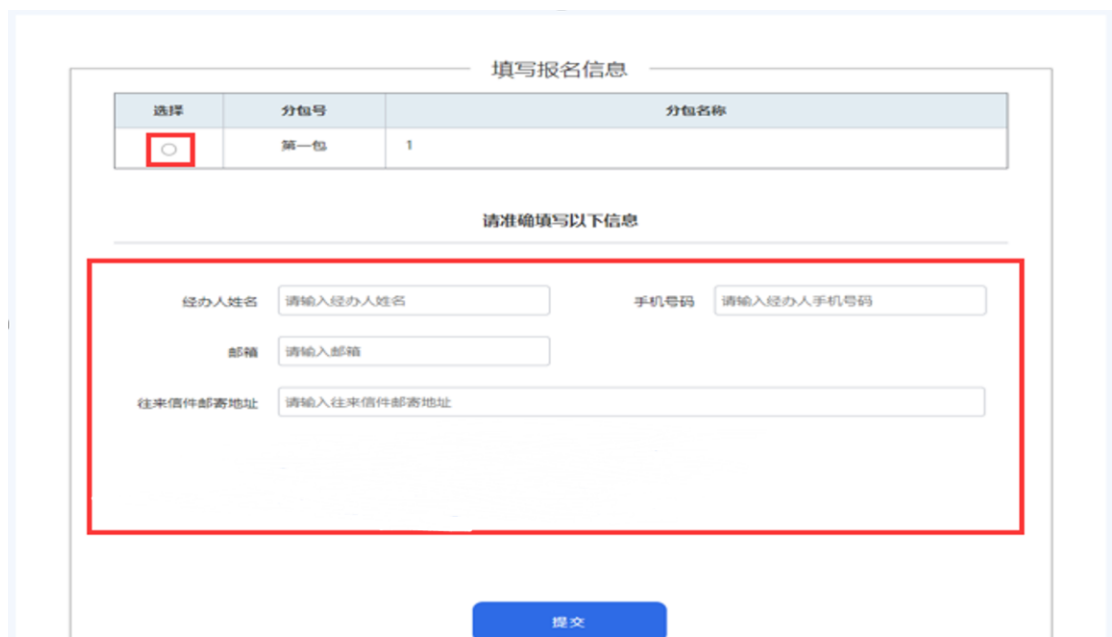 填写报名信息
选择 分包号 分包名称
第一包 1
请准确填写以下信息
经办人姓名 请输入经办人姓名 手机号码 请输入经办人手机号码
邮箱 请输入邮箱
往来信件邮寄地址 请输入往来信件邮寄地址
提交